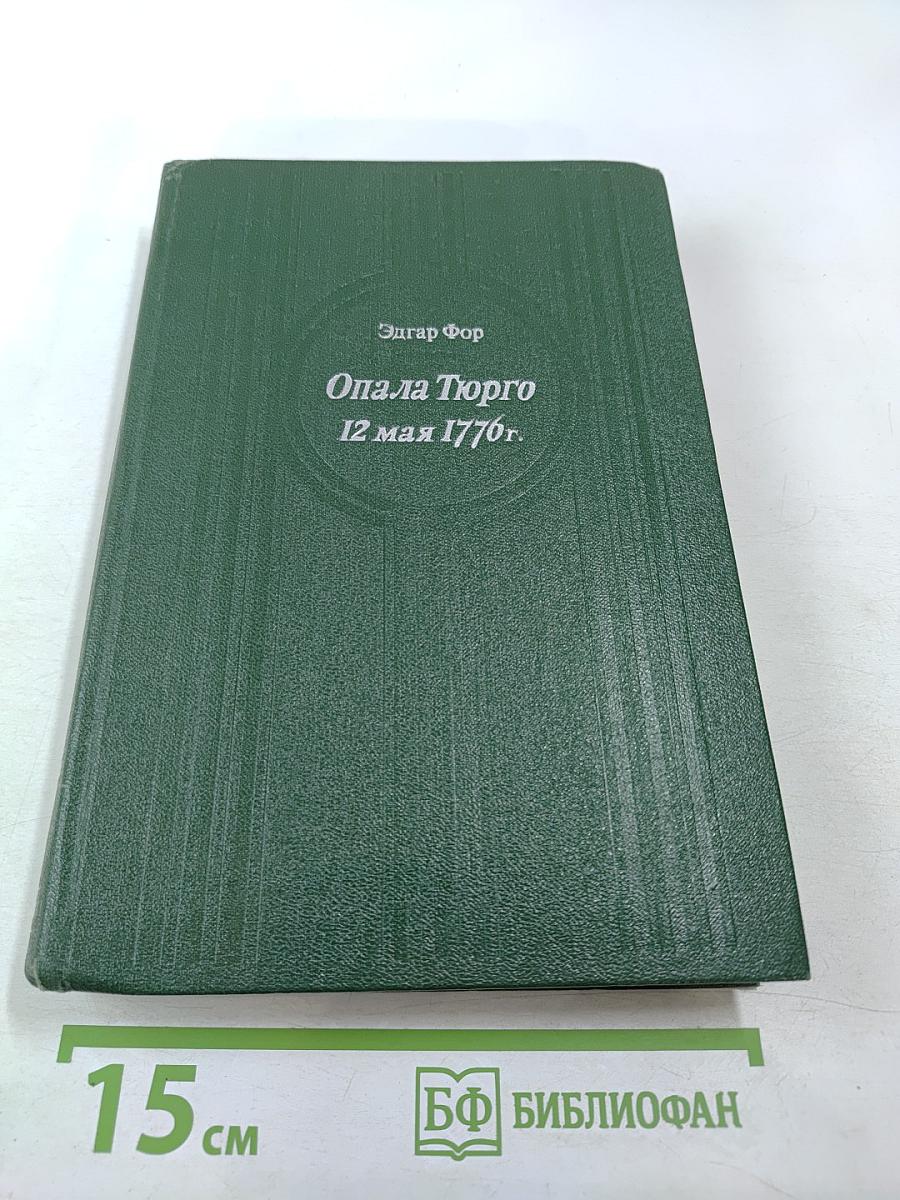 Эдгар Фор
Опала Тюрго
12 мая 1776 г.
15 см
БФ БИБЛИОФАН